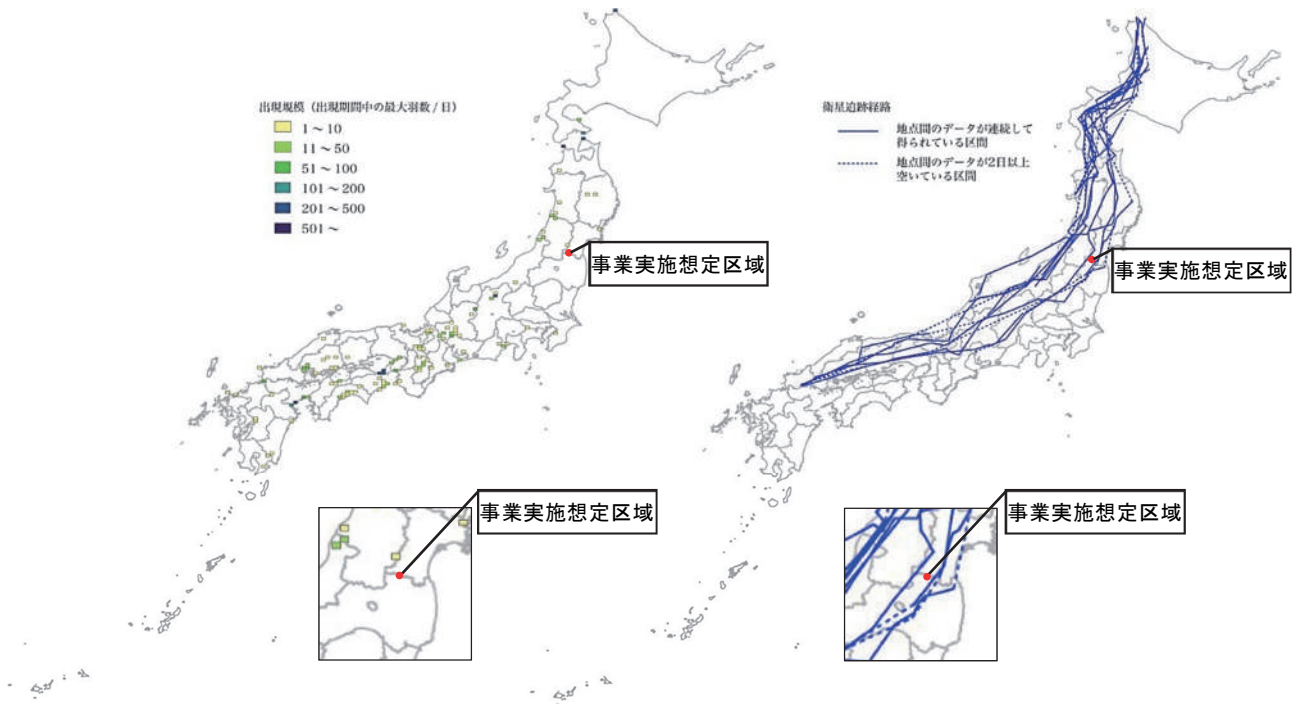 出現規模（出現期間中の最大羽数 / 日）
1～10
11～50
51～100
101～200
201～500
501～
事業実施想定区域
事業実施想定区域
衛星追跡経路
地点間のデータが連続して
得られている区間
地点間のデータが2日以上
空いている区間
事業実施想定区域
事業実施想定区域